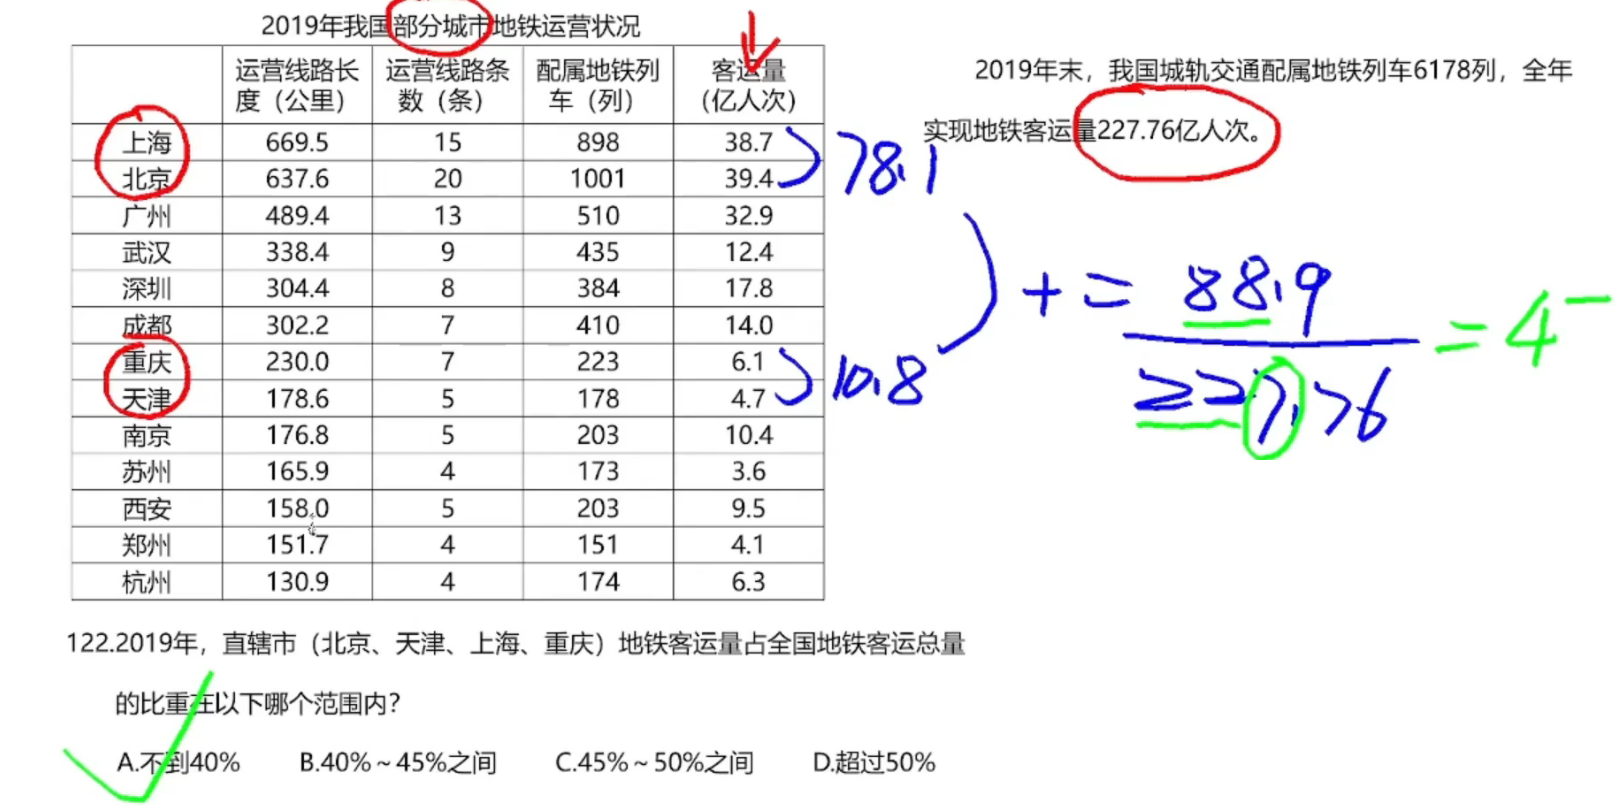 2019年我国部分城市地铁运营状况
运营线路长度（公里） 运营线路条数（条） 配属地铁列车（列） 客运量（亿人次）
上海 669.5 15 898 38.7
北京 637.6 20 1001 39.4
广州 489.4 13 510 32.9
武汉 338.4 9 435 12.4
深圳 304.4 8 384 17.8
成都 302.2 7 410 14.0
重庆 230.0 7 223 6.1
天津 178.6 5 178 4.7
南京 176.8 5 203 10.4
苏州 165.9 4 173 3.6
西安 158.0 5 203 9.5
郑州 151.7 4 151 4.1
杭州 130.9 4 174 6.3
2019年末，我国城轨交通配属地铁列车6178列，全年
实现地铁客运量227.76亿人次。
78.1
10.8
+ = 88.9
227.76
= 4⁻
122.2019年，直辖市（北京、天津、上海、重庆）地铁客运量占全国地铁客运总量
的比重在以下哪个范围内？
A.不到40% B.40%～45%之间 C.45%～50%之间 D.超过50%